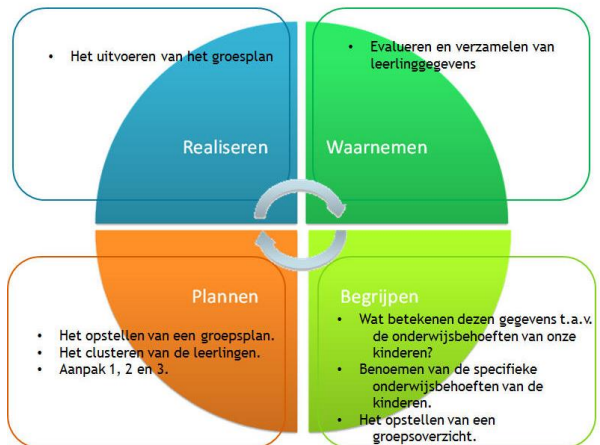 • Het uitvoeren van het groesplan
Realiseren
• Evalueren en verzamelen van
leerlinggegevens
Waarnemen
Plannen
• Het opstellen van een groepsplan.
• Het clusteren van de leerlingen.
• Aanpak 1, 2 en 3.
Begrijpen
• Wat betekenen dezen gegevens t.a.v.
de onderwijsbehoeften van onze
kinderen?
• Benoemen van de specifieke
onderwijsbehoeften van de
kinderen.
• Het opstellen van een
groepsoverzicht.